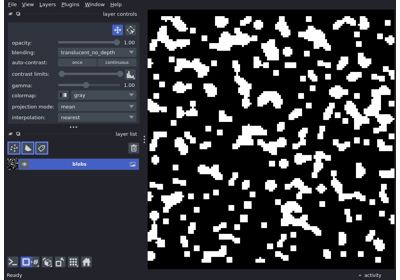 File View Layers Plugins Window Help
layer controls
opacity: 1.00
blending: translucent_no_depth
auto-contrast: once continuous
contrast limits:
gamma: 1.00
colormap: gray
projection mode: mean
interpolation: nearest
layer list
blobs
Ready activity